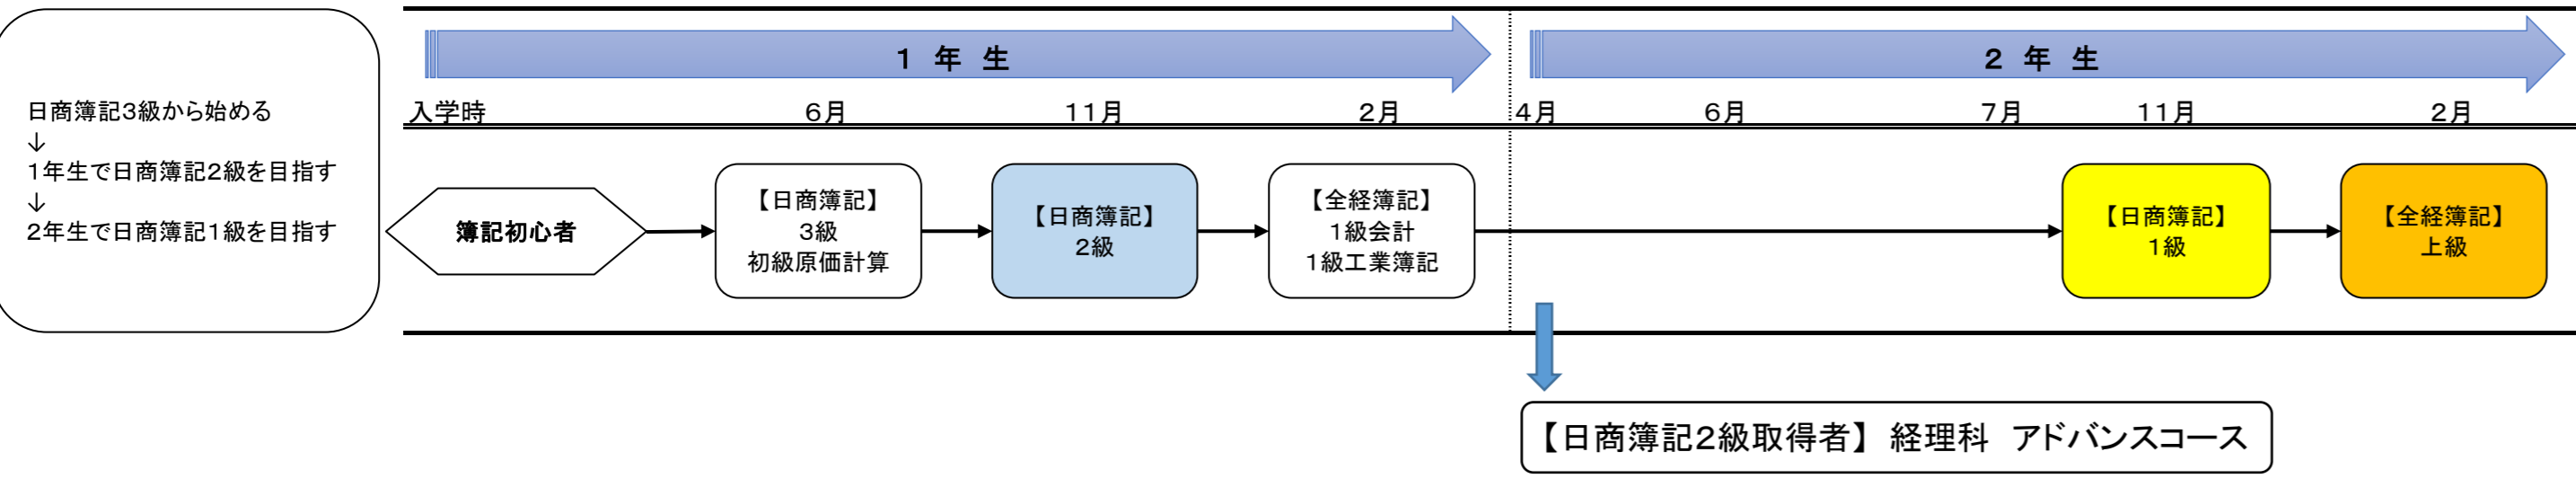 日商簿記3級から始める
↓
1年生で日商簿記2級を目指す
↓
2年生で日商簿記1級を目指す
1 年 生
2 年 生
入学時 6月 11月 2月 4月 6月 7月 11月 2月
簿記初心者
【日商簿記】
3級
初級原価計算
【日商簿記】
2級
【全経簿記】
1級会計
1級工業簿記
【日商簿記】
1級
【全経簿記】
上級
【日商簿記2級取得者】 経理科 アドバンスコース